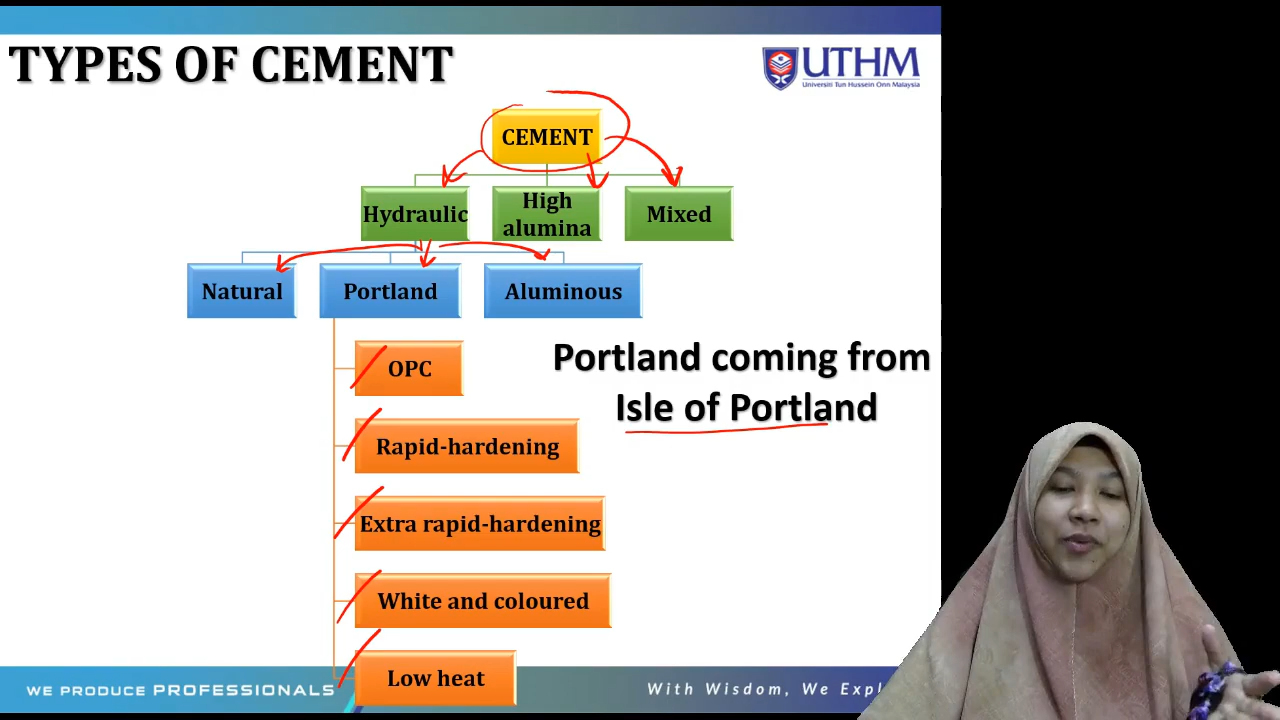 TYPES OF CEMENT
UTHM
Universiti Tun Hussein Onn Malaysia
CEMENT
Hydraulic
High
alumina
Mixed
Natural
Portland
Aluminous
OPC
Rapid-hardening
Extra rapid-hardening
White and coloured
Low heat
Portland coming from
Isle of Portland
WE PRODUCE PROFESSIONALS
With Wisdom, We